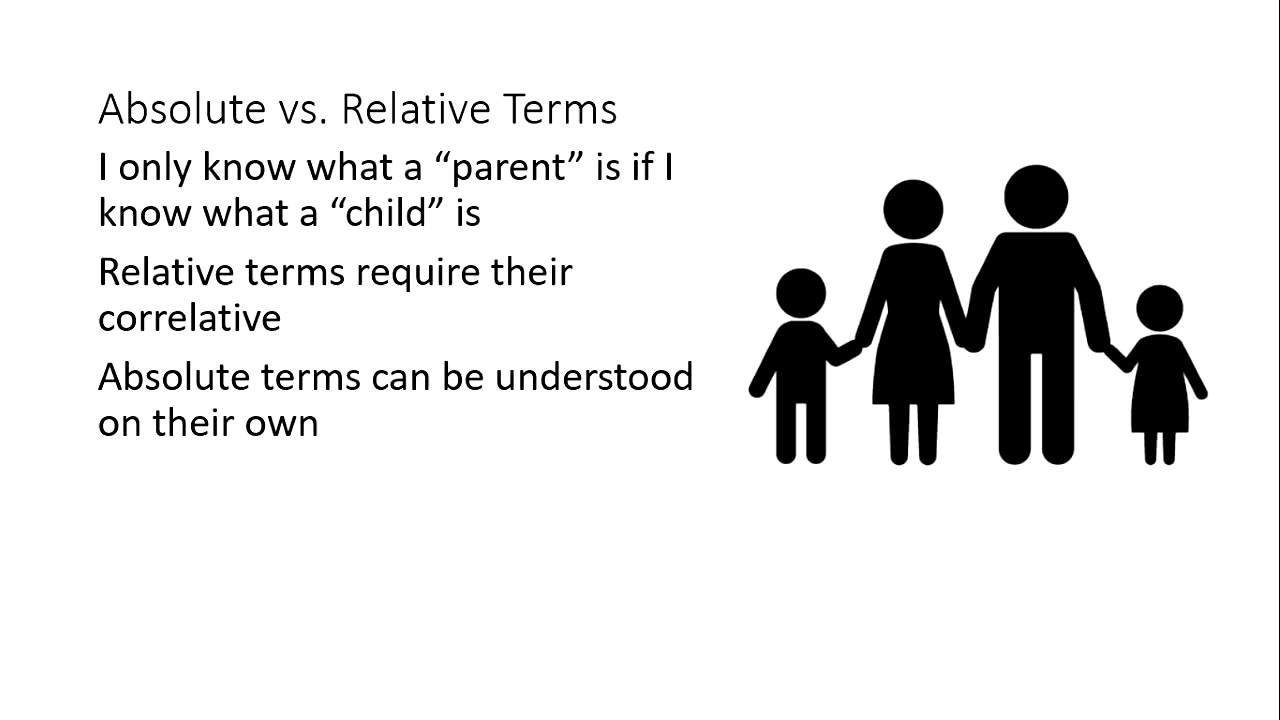 Absolute vs. Relative Terms
I only know what a “parent” is if I
know what a “child” is
Relative terms require their
correlative
Absolute terms can be understood
on their own